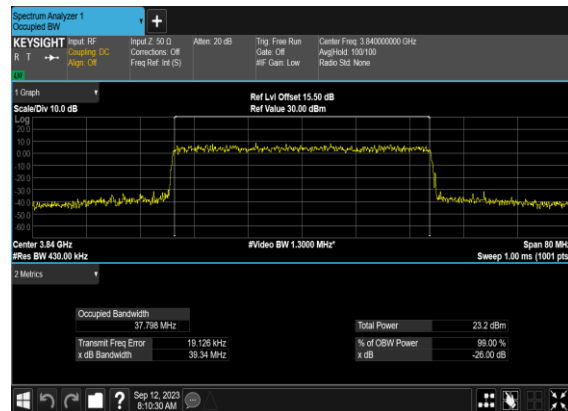 Spectrum Analyzer 1
Occupied BW
KEYSIGHT
R T
LW
Input: RF
Coupling: DC
Align: Off
Input Z: 50 Ω
Corrections: Off
Freq Ref: Int (S)
Atten: 20 dB
Trig: Free Run
Gate: Off
#IF Gain: Low
Center Freq: 3.840000000 GHz
Avg|Hold: 100/100
Radio Std: None
1 Graph
Scale/Div 10.0 dB
Ref Lvl Offset 15.50 dB
Ref Value 30.00 dBm
Log
20.0
10.0
0.00
-10.0
-20.0
-30.0
-40.0
-50.0
-60.0
Center 3.84 GHz
#Res BW 430.00 kHz
#Video BW 1.3000 MHz*
Span 80 MHz
Sweep 1.00 ms (1001 pts
2 Metrics
Occupied Bandwidth
37.798 MHz
Transmit Freq Error 19.126 kHz
x dB Bandwidth 39.34 MHz
Total Power 23.2 dBm
% of OBW Power 99.00 %
x dB -26.00 dB
?
Sep 12, 2023
8:10:30 AM